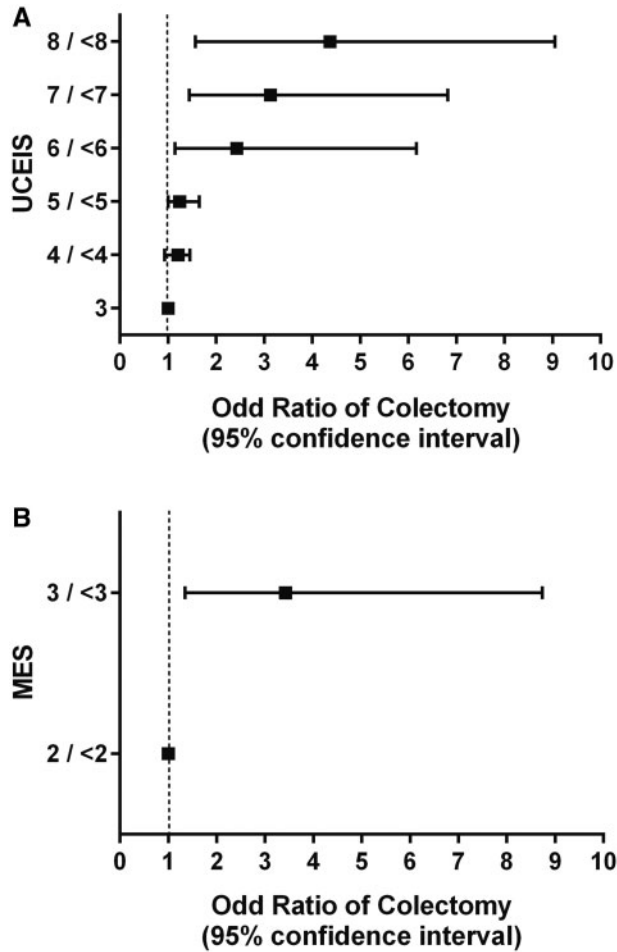 A
UCEIS
8 / <8
7 / <7
6 / <6
5 / <5
4 / <4
3
0 1 2 3 4 5 6 7 8 9 10
Odd Ratio of Colectomy
(95% confidence interval)
B
MES
3 / <3
2 / <2
0 1 2 3 4 5 6 7 8 9 10
Odd Ratio of Colectomy
(95% confidence interval)